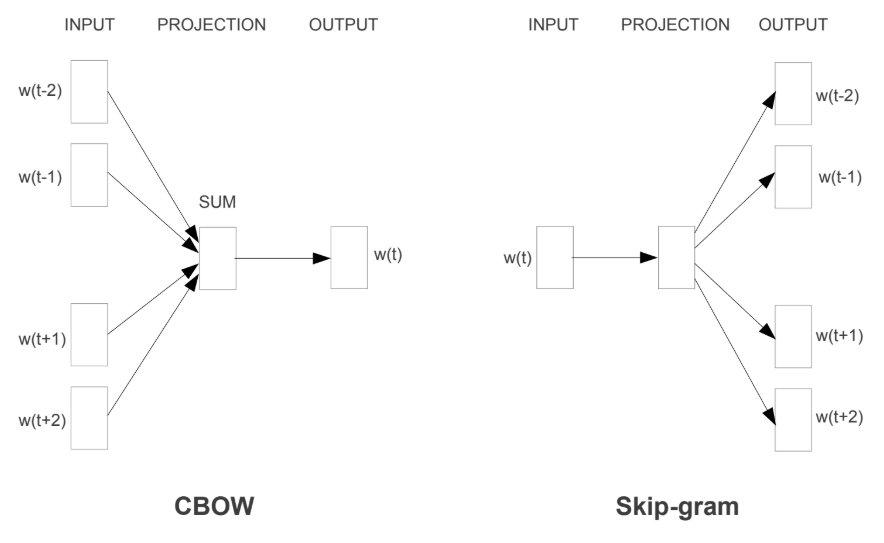 INPUT PROJECTION OUTPUT
w(t-2)
w(t-1)
SUM
w(t)
w(t+1)
w(t+2)
CBOW
INPUT PROJECTION OUTPUT
w(t-2)
w(t-1)
w(t)
w(t+1)
w(t+2)
Skip-gram